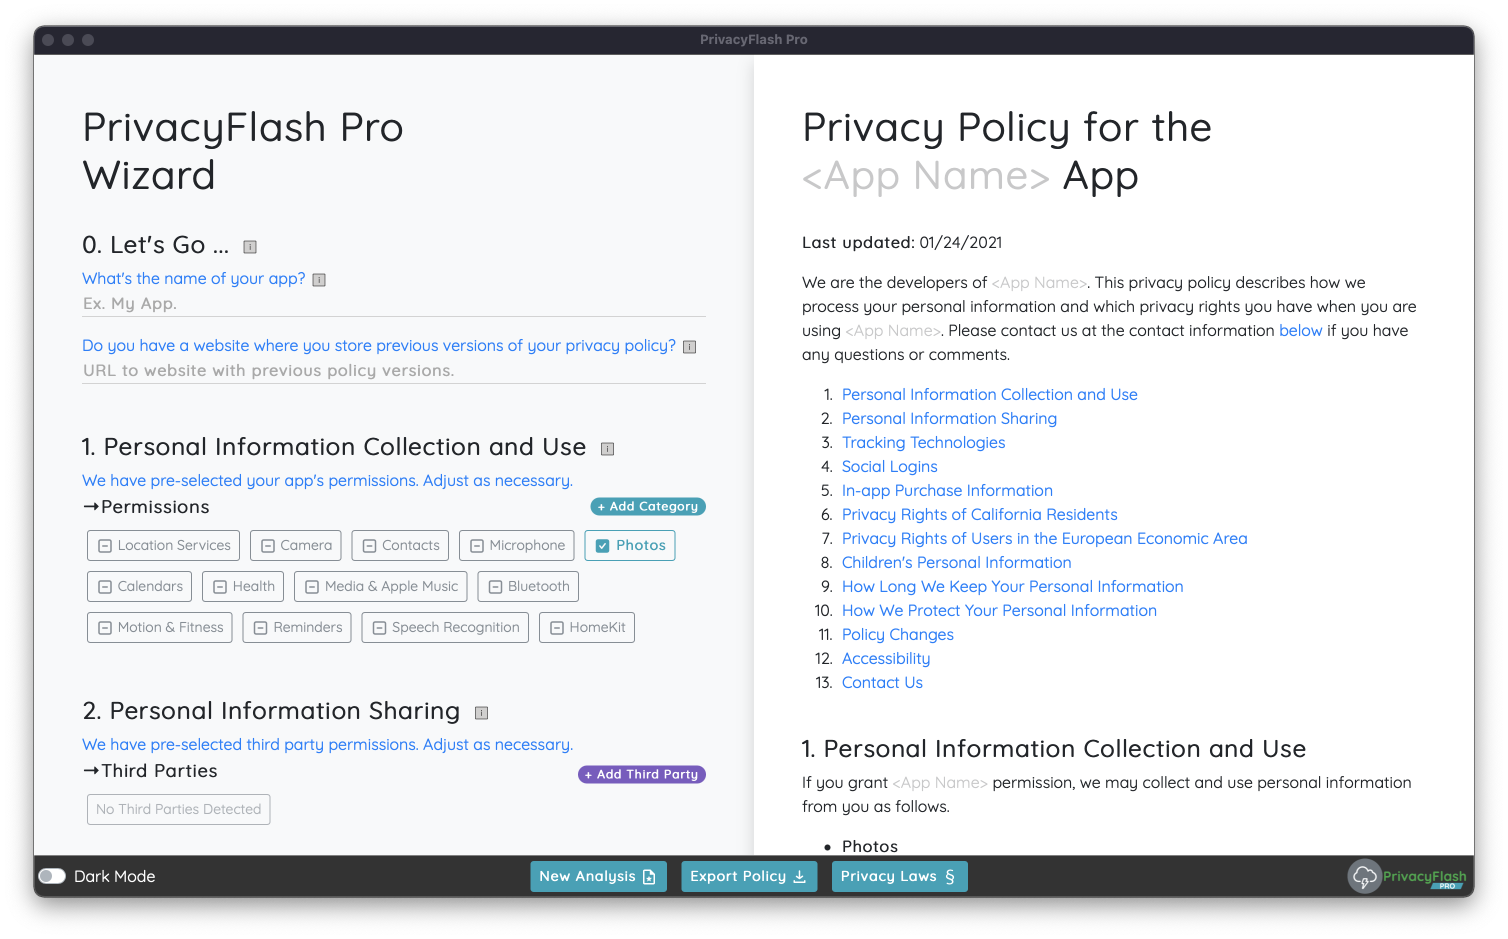 PrivacyFlash Pro
PrivacyFlash Pro
Wizard
0. Let's Go ... i
What's the name of your app? i
Ex. My App.
Do you have a website where you store previous versions of your privacy policy? i
URL to website with previous policy versions.
1. Personal Information Collection and Use i
We have pre-selected your app's permissions. Adjust as necessary.
→Permissions
+ Add Category
Location Services
Camera
Contacts
Microphone
Photos
Calendars
Health
Media & Apple Music
Bluetooth
Motion & Fitness
Reminders
Speech Recognition
HomeKit
2. Personal Information Sharing i
We have pre-selected third party permissions. Adjust as necessary.
→Third Parties
+ Add Third Party
No Third Parties Detected
Privacy Policy for the
<App Name> App
Last updated: 01/24/2021
We are the developers of <App Name>. This privacy policy describes how we
process your personal information and which privacy rights you have when you are
using <App Name>. Please contact us at the contact information below if you have
any questions or comments.
1. Personal Information Collection and Use
2. Personal Information Sharing
3. Tracking Technologies
4. Social Logins
5. In-app Purchase Information
6. Privacy Rights of California Residents
7. Privacy Rights of Users in the European Economic Area
8. Children's Personal Information
9. How Long We Keep Your Personal Information
10. How We Protect Your Personal Information
11. Policy Changes
12. Accessibility
13. Contact Us
1. Personal Information Collection and Use
If you grant <App Name> permission, we may collect and use personal information
from you as follows.
• Photos
Dark Mode
New Analysis
Export Policy
Privacy Laws §
PrivacyFlash
PRO